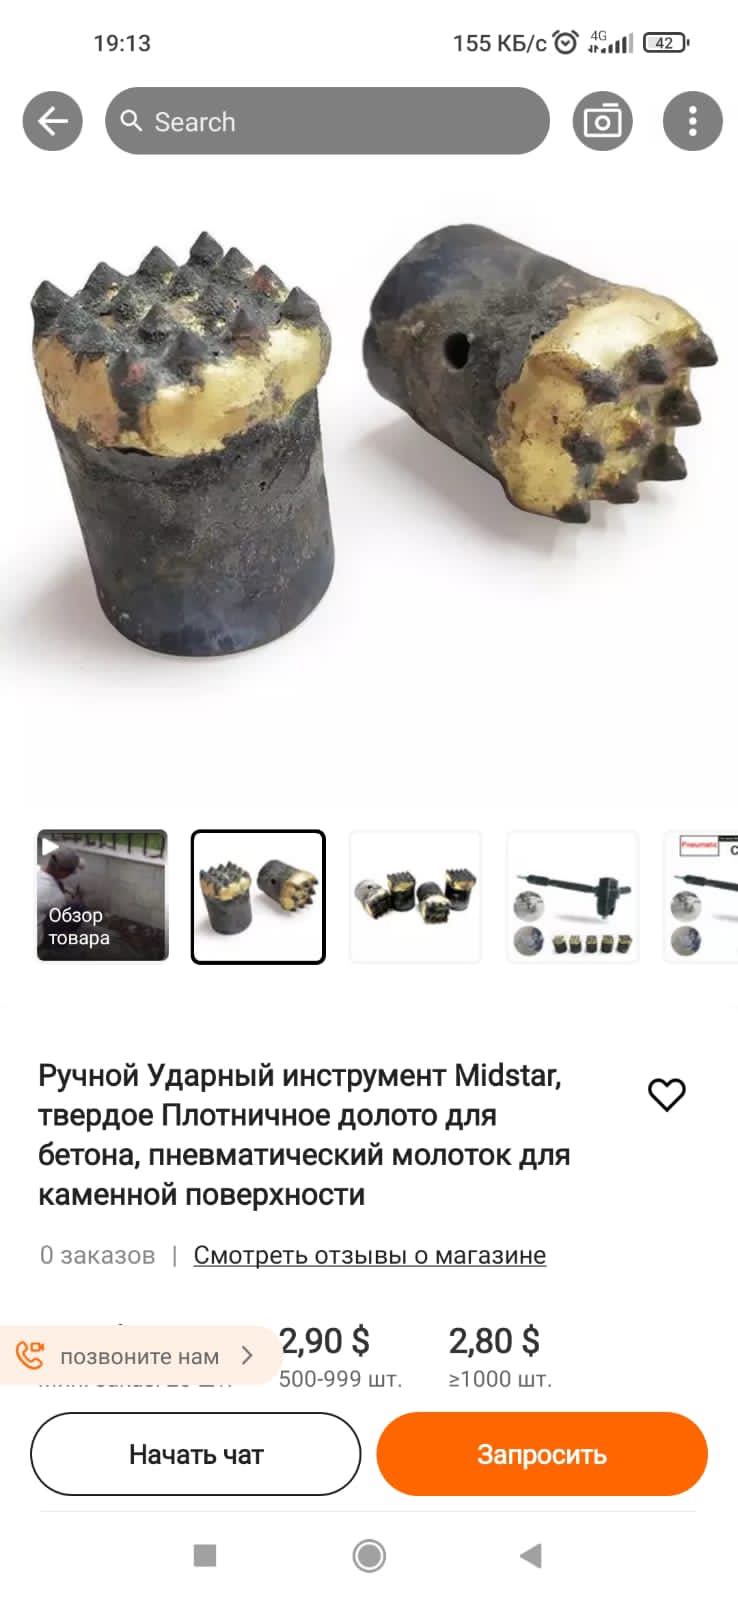 19:13
155 КБ/с
4G
42
Search
Обзор
товара
Pneumatic
C
Ручной Ударный инструмент Midstar,
твердое Плотничное долото для
бетона, пневматический молоток для
каменной поверхности
0 заказов | Смотреть отзывы о магазине
позвоните нам
2,90 $
2,80 $
500-999 шт.
≥1000 шт.
Начать чат
Запросить